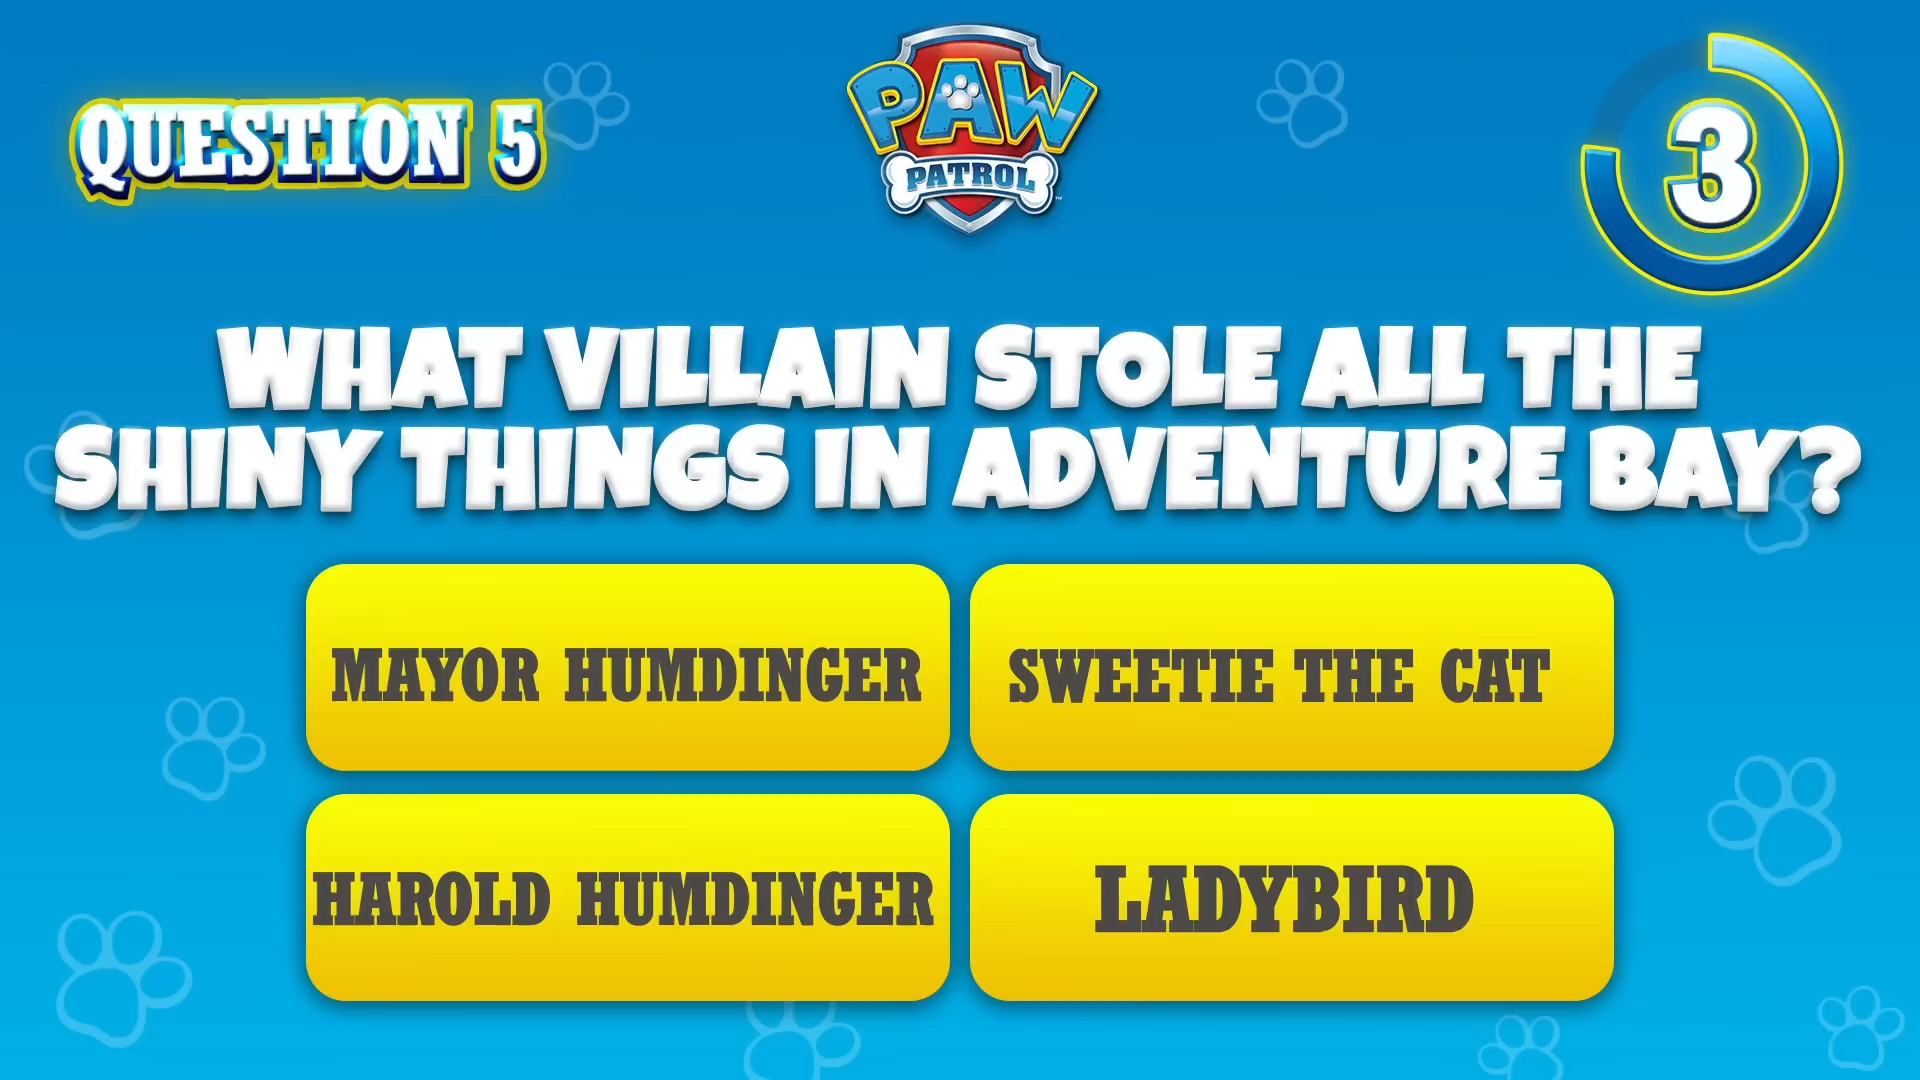 QUESTION 5
PAW
PATROL
3
WHAT VILLAIN STOLE ALL THE
SHINY THINGS IN ADVENTURE BAY?
MAYOR HUMDINGER
SWEETIE THE CAT
HAROLD HUMDINGER
LADYBIRD